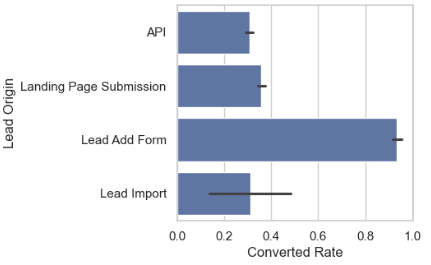 Lead Origin
API
Landing Page Submission
Lead Add Form
Lead Import
0.0 0.2 0.4 0.6 0.8 1.0
Converted Rate